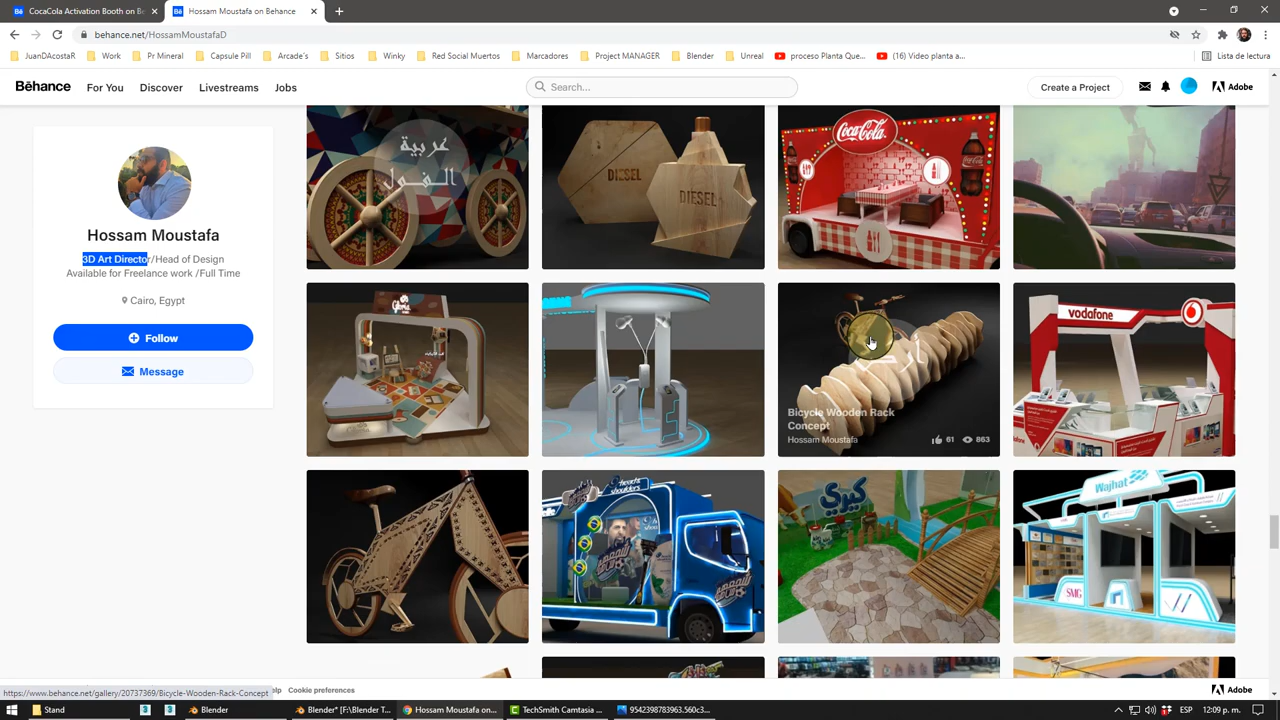 CocaCola Activation Booth on Be
Hossam Moustafa on Behance
behance.net/HossamMoustafaD
JuanDAcostaR
Work
Pr Mineral
Capsule Pill
Arcade's
Sitios
Winky
Red Social Muertos
Marcadores
Project MANAGER
Blender
Unreal
proceso Planta Que...
(16) Video planta a...
Lista de lectura
Bēhance
For You
Discover
Livestreams
Jobs
Search...
Create a Project
Adobe
Hossam Moustafa
3D Art Director/Head of Design
Available for Freelance work /Full Time
Cairo, Egypt
Follow
Message
عربية
الفول
DIESEL
DIESEL
Coca-Cola
vodafone
Bicycle Wooden Rack
Concept
Hossam Moustafa
61
863
head&
shoulders
كيري
Wajhat
SMG
https://www.behance.net/gallery/20737369/Bicycle-Wooden-Rack-Concept
elp
Cookie preferences
Adobe
Stand
Blender
Blender* [F:\Blender T...
Hossam Moustafa on...
TechSmith Camtasia ...
9542398783963.560c3...
ESP
12:09 p. m.